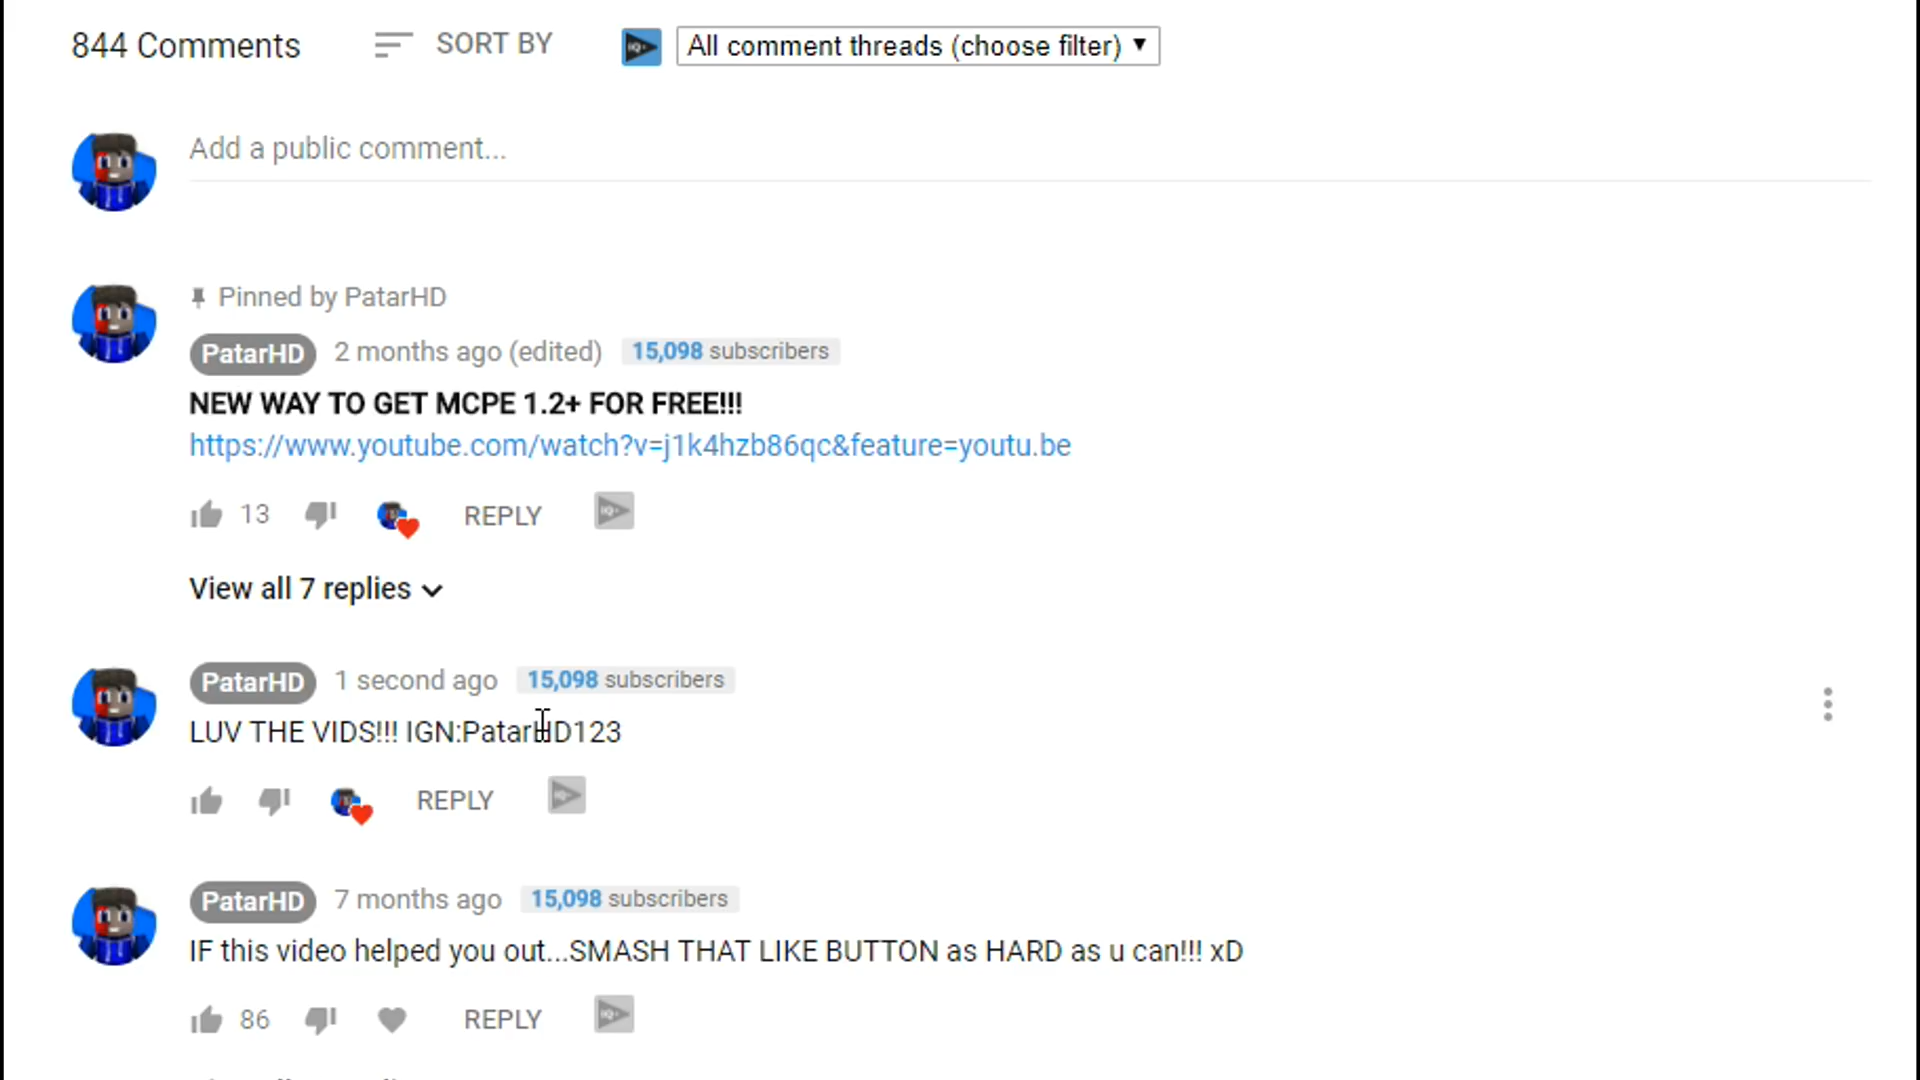 844 Comments SORT BY All comment threads (choose filter)
Add a public comment...
Pinned by PatarHD
PatarHD 2 months ago (edited) 15,098 subscribers
NEW WAY TO GET MCPE 1.2+ FOR FREE!!!
https://www.youtube.com/watch?v=j1k4hzb86qc&feature=youtu.be
13 REPLY
View all 7 replies
PatarHD 1 second ago 15,098 subscribers
LUV THE VIDS!!! IGN:PatarHD123
REPLY
PatarHD 7 months ago 15,098 subscribers
IF this video helped you out...SMASH THAT LIKE BUTTON as HARD as u can!!! xD
86 REPLY